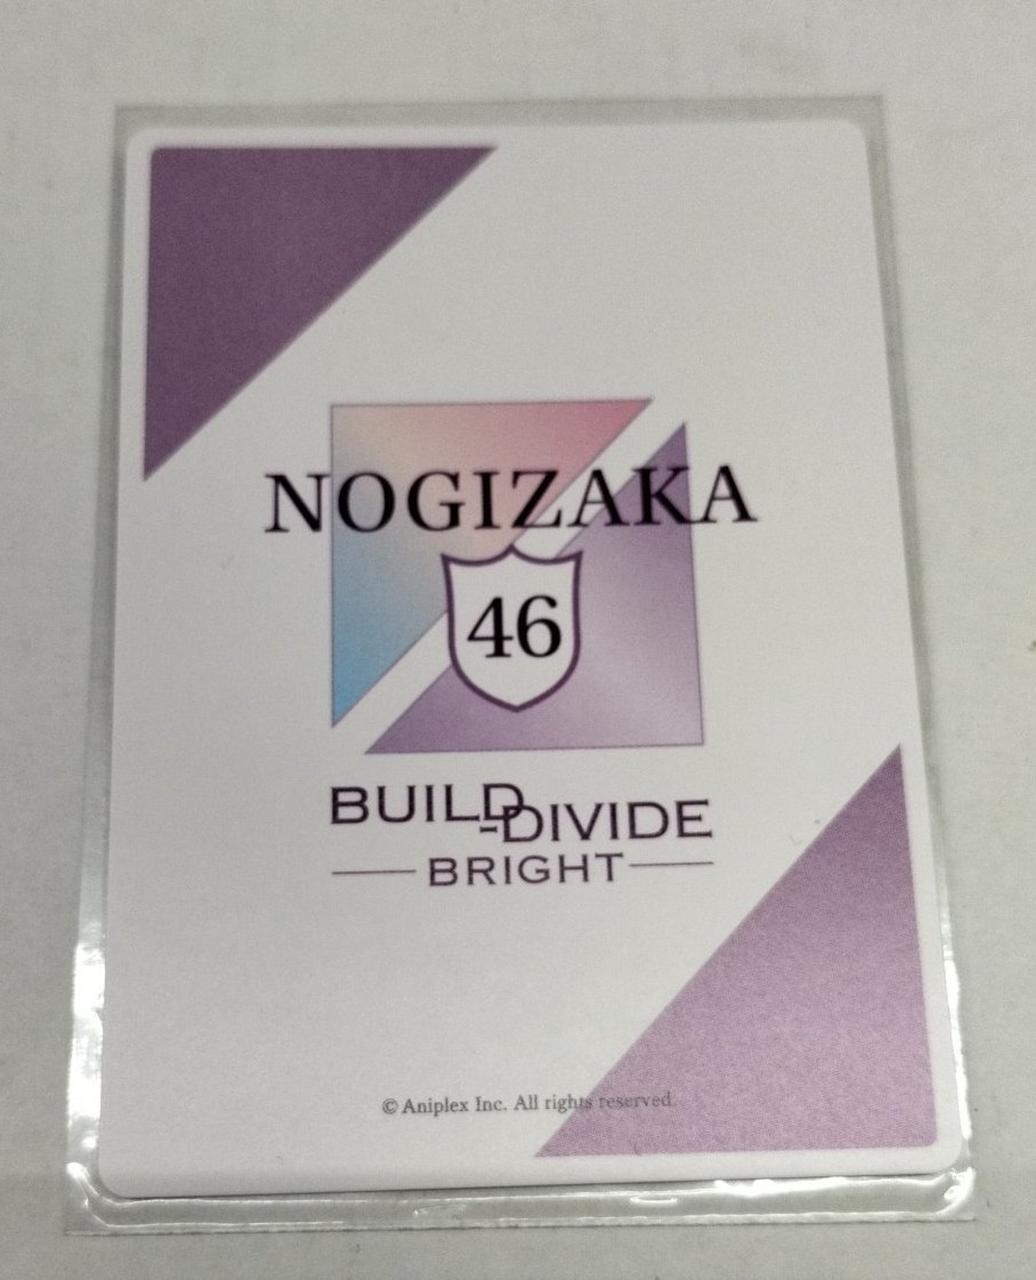 NOGIZAKA
46
BUILD-DIVIDE
BRIGHT
© Aniplex Inc. All rights reserved.